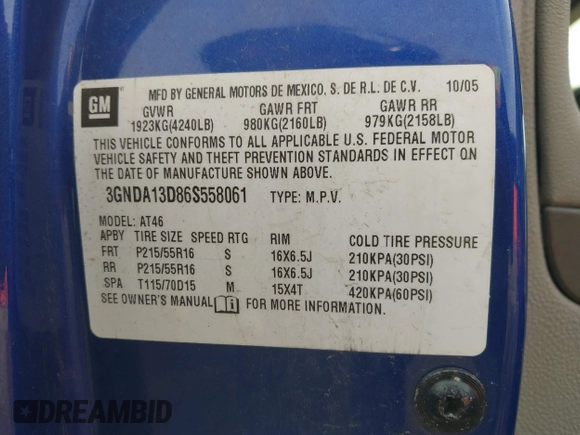 GM
MFD BY GENERAL MOTORS DE MEXICO, S. DE R.L. DE C.V. 10/05
GVWR GAWR FRT GAWR RR
1923KG(4240LB) 980KG(2160LB) 979KG(2158LB)
THIS VEHICLE CONFORMS TO ALL APPLICABLE U.S. FEDERAL MOTOR
VEHICLE SAFETY AND THEFT PREVENTION STANDARDS IN EFFECT ON
THE DATE OF MANUFACTURE SHOWN ABOVE.
3GNDA13D86S558061 TYPE: M.P.V.
MODEL: AT46
APBY TIRE SIZE SPEED RTG RIM COLD TIRE PRESSURE
FRT P215/55R16 S 16X6.5J 210KPA(30PSI)
RR P215/55R16 S 16X6.5J 210KPA(30PSI)
SPA T115/70D15 M 15X4T 420KPA(60PSI)
SEE OWNER'S MANUAL FOR MORE INFORMATION.
DREAMBID